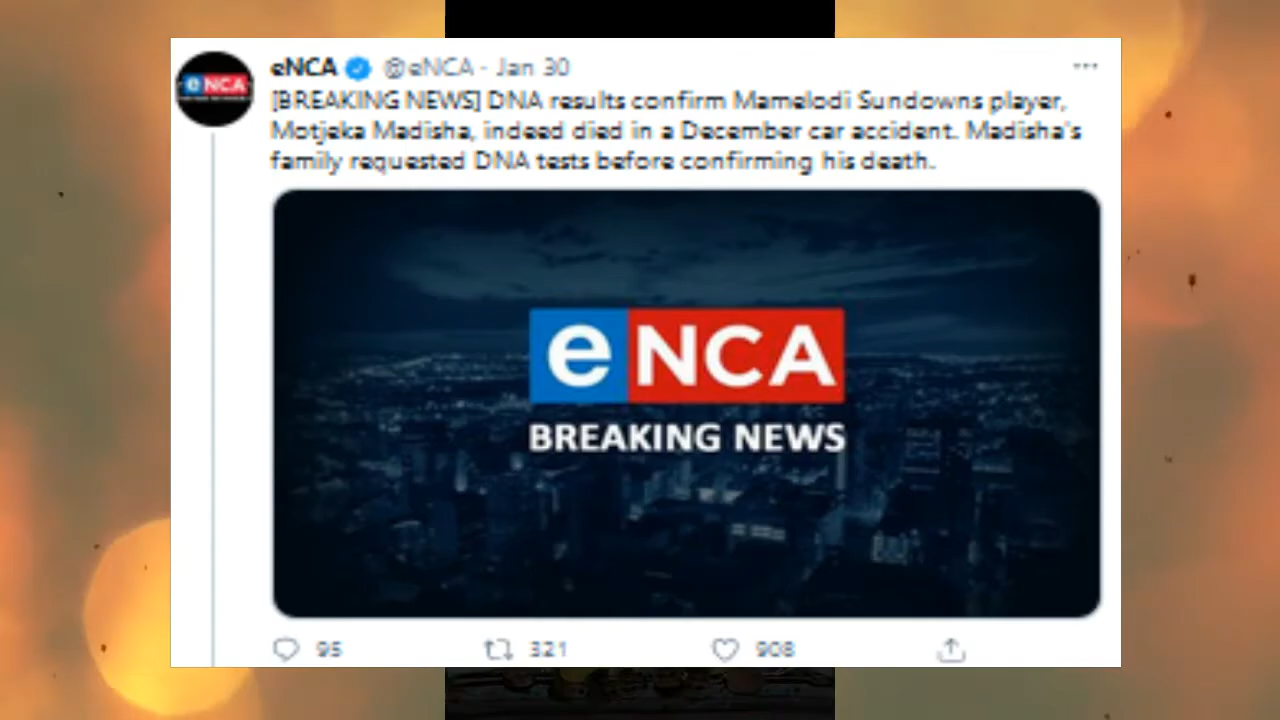 eNCA @eNCA · Jan 30
[BREAKING NEWS] DNA results confirm Mamelodi Sundowns player,
Motjeka Madisha, indeed died in a December car accident. Madisha's
family requested DNA tests before confirming his death.
eNCA
eNCA
BREAKING NEWS
95 321 908